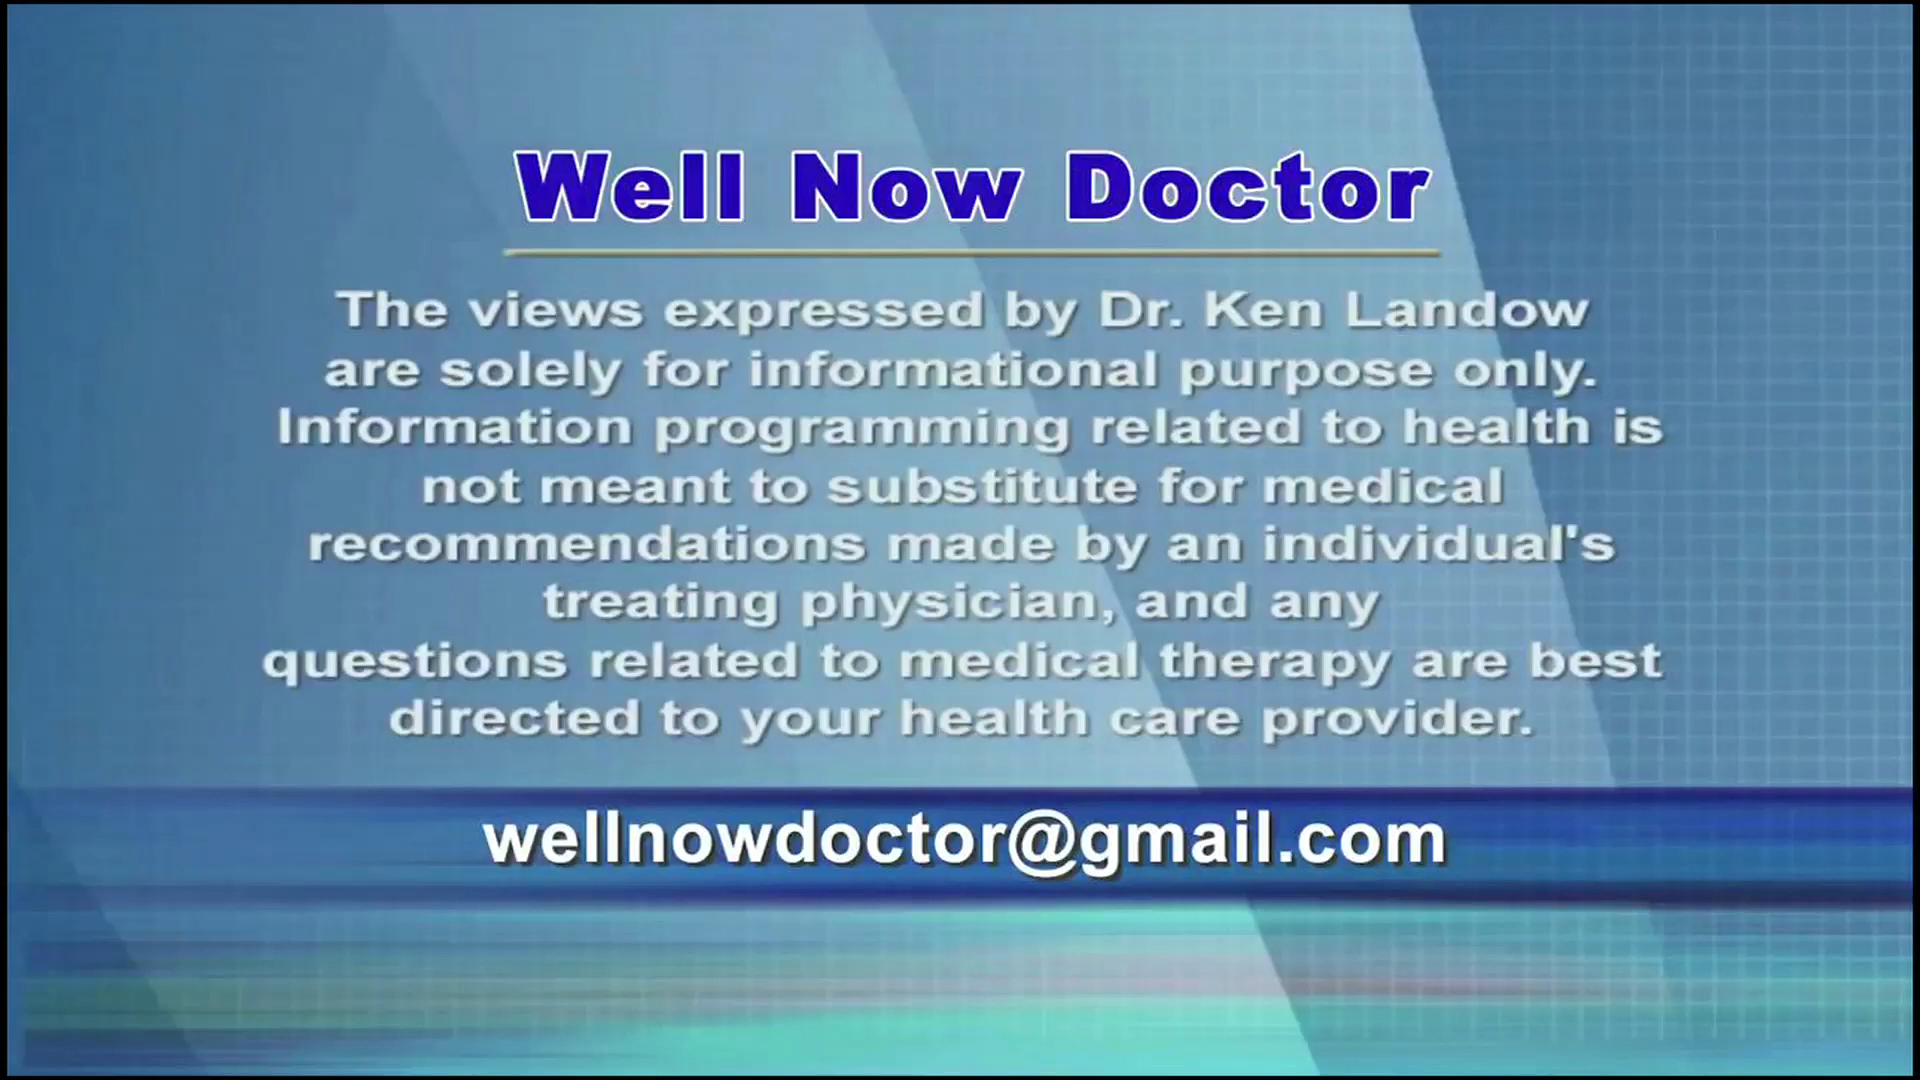 Well Now Doctor
The views expressed by Dr. Ken Landow
are solely for informational purpose only.
Information programming related to health is
not meant to substitute for medical
recommendations made by an individual's
treating physician, and any
questions related to medical therapy are best
directed to your health care provider.
wellnowdoctor@gmail.com